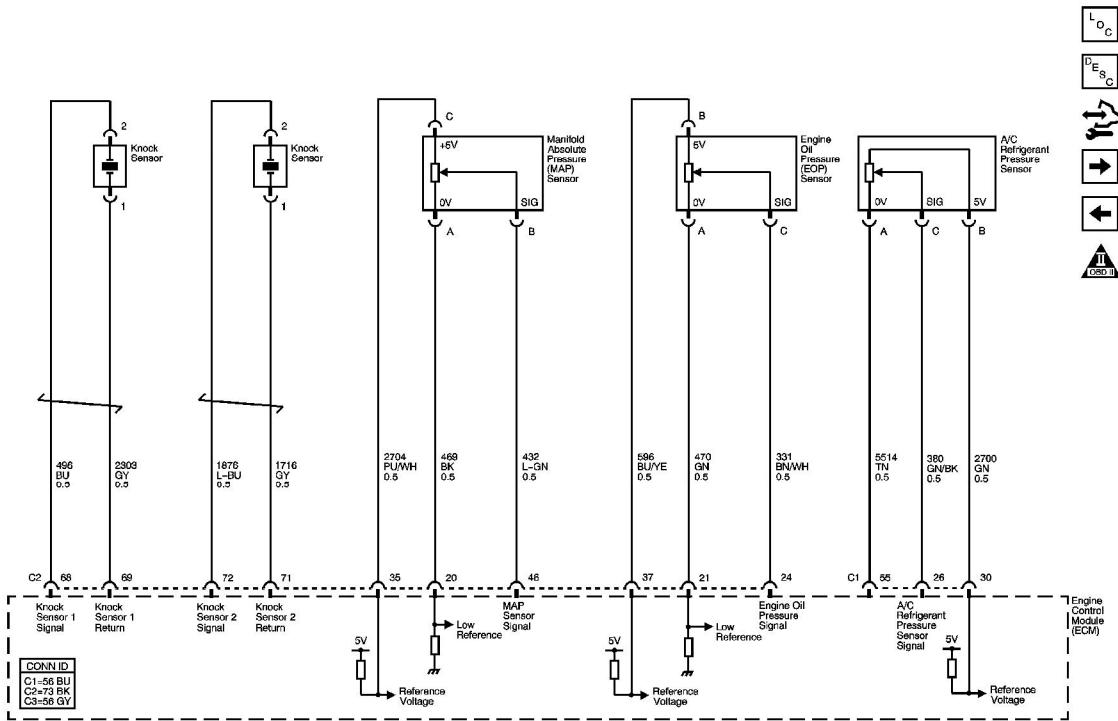 LOC
DESC
OBD II
II
2
Knock
Sensor
1
2
Knock
Sensor
1
C
+5V
0V
SIG
Manifold
Absolute
Pressure
(MAP)
Sensor
A
B
B
5V
0V
SIG
Engine
Oil
Pressure
(EOP)
Sensor
A
C
0V
SIG
5V
A/C
Refrigerant
Pressure
Sensor
A
C
B
496
BU
0.5
2303
GY
0.5
1876
L-BU
0.5
1716
GY
0.5
2704
PU/WH
0.5
469
BK
0.5
432
L-GN
0.5
596
BU/YE
0.5
470
GN
0.5
331
BN/WH
0.5
5514
TN
0.5
380
GN/BK
0.5
2700
GN
0.5
C2
68
69
72
71
35
20
46
37
21
24
C1
55
26
30
Knock
Sensor 1
Signal
Knock
Sensor 1
Return
Knock
Sensor 2
Signal
Knock
Sensor 2
Return
5V
Reference
Voltage
Low
Reference
MAP
Sensor
Signal
5V
Reference
Voltage
Low
Reference
Engine Oil
Pressure
Signal
A/C
Refrigerant
Pressure
Sensor
Signal
5V
Reference
Voltage
Engine
Control
Module
(ECM)
CONN ID
C1=56 BU
C2=73 BK
C3=56 GY